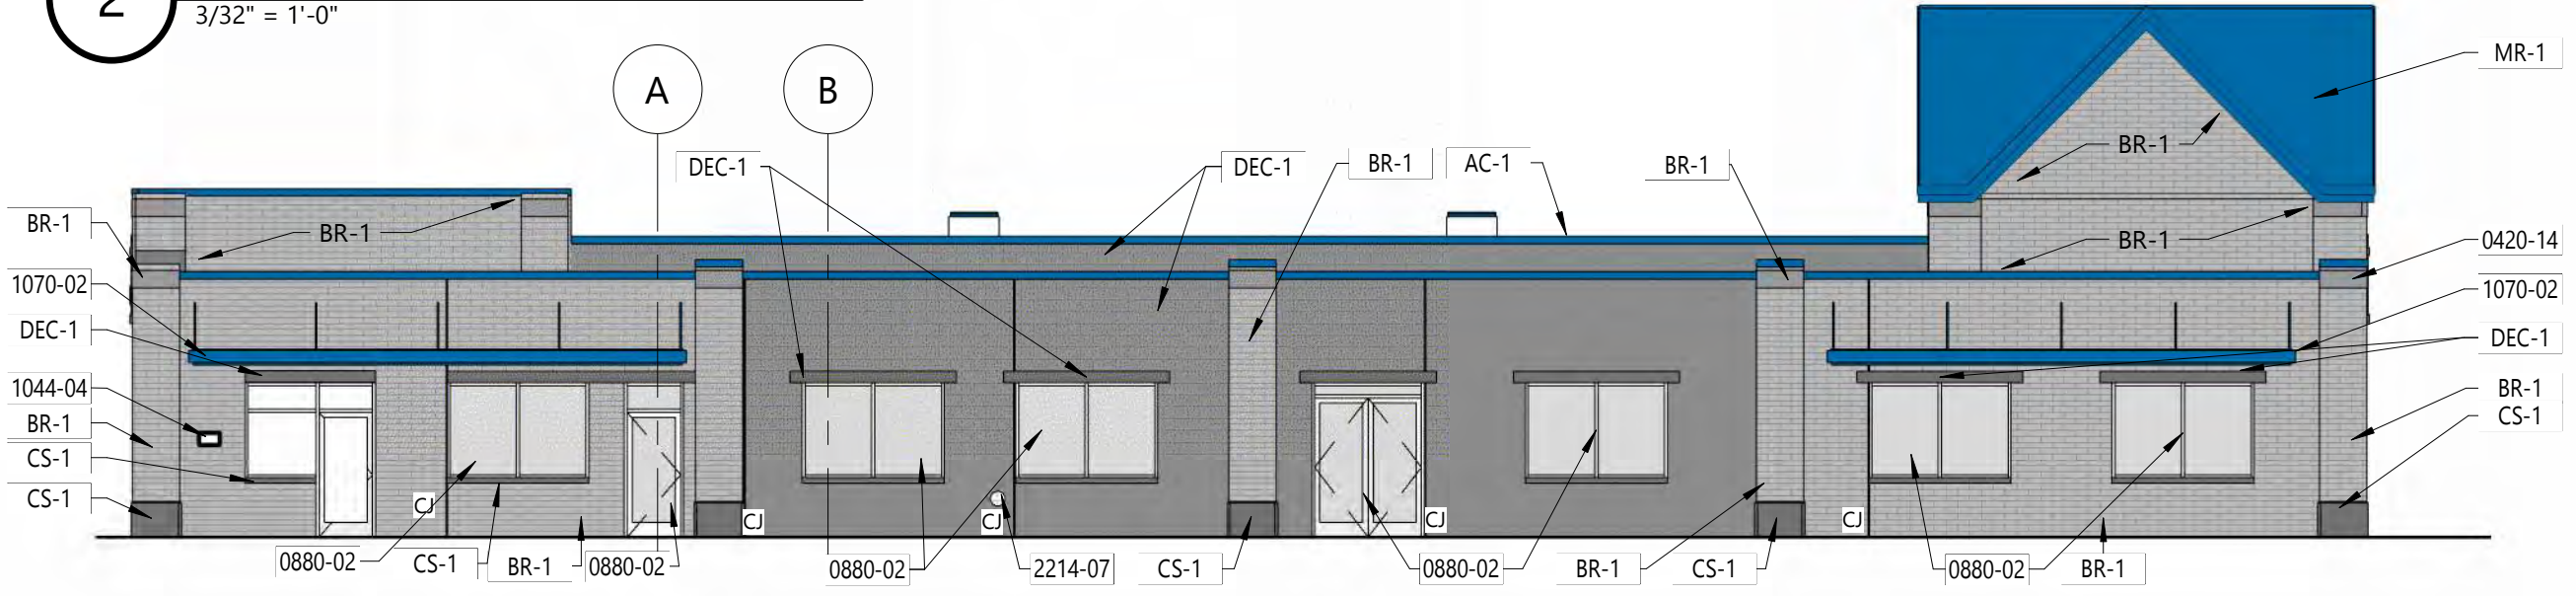 2
3/32" = 1'-0"
A
B
MR-1
BR-1
DEC-1
DEC-1
BR-1
AC-1
BR-1
BR-1
BR-1
BR-1
0420-14
1070-02
1070-02
DEC-1
DEC-1
1044-04
BR-1
BR-1
CS-1
CS-1
CS-1
CJ
CJ
CJ
CJ
CJ
0880-02
CS-1
BR-1
0880-02
0880-02
2214-07
CS-1
0880-02
BR-1
CS-1
0880-02
BR-1